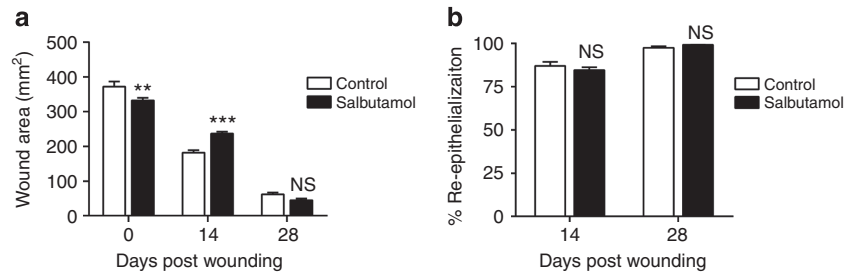 a
Wound area (mm²)
500
400
300
200
100
0
**
***
NS
Control
Salbutamol
0 14 28
Days post wounding
b
% Re-epithelializaiton
100
75
50
25
0
NS
NS
Control
Salbutamol
14 28
Days post wounding